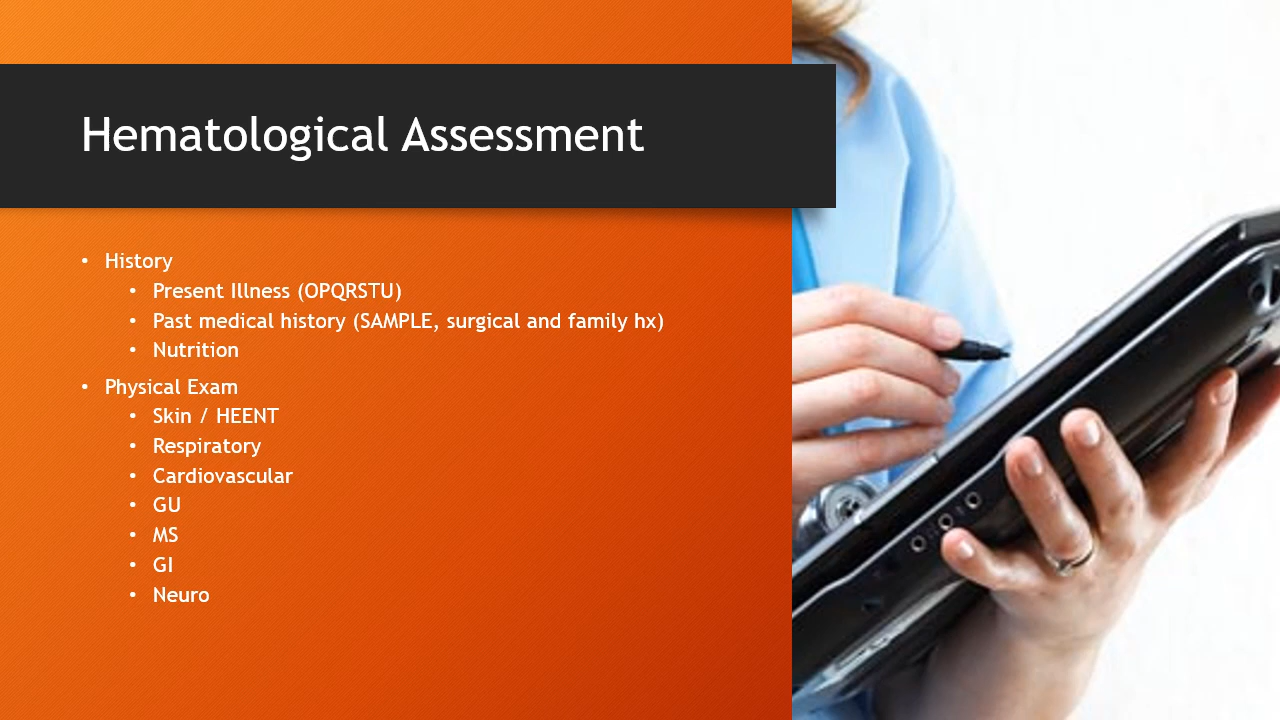 Hematological Assessment
• History
• Present Illness (OPQRSTU)
• Past medical history (SAMPLE, surgical and family hx)
• Nutrition
• Physical Exam
• Skin / HEENT
• Respiratory
• Cardiovascular
• GU
• MS
• GI
• Neuro